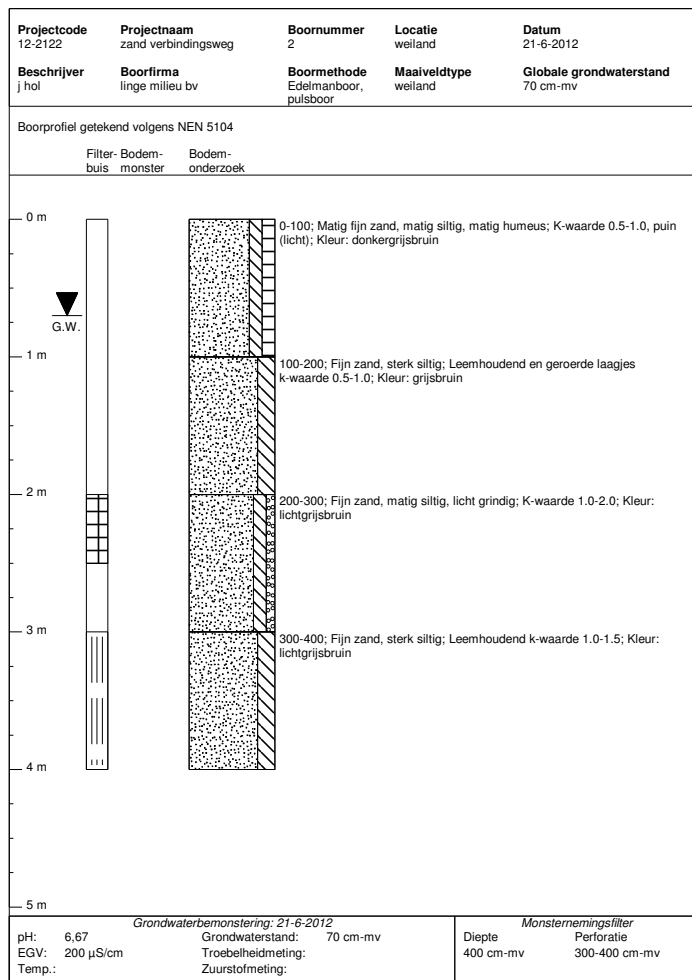 Projectcode Projectnaam Boornummer Locatie Datum
12-2122 zand verbindingsweg 2 weiland 21-6-2012
Beschrijver Boorfirma Boormethode Maaiveldtype Globale grondwaterstand
j hol linge milieu bv Edelmanboor, weiland 70 cm-mv
pulsboor
Boorprofiel getekend volgens NEN 5104
Filter- Bodem- Bodem-
buis monster onderzoek
0 m
0-100; Matig fijn zand, matig siltig, matig humeus; K-waarde 0.5-1.0, puin
(licht); Kleur: donkergrijsbruin
G.W.
1 m
100-200; Fijn zand, sterk siltig; Leemhoudend en geroerde laagjes
k-waarde 0.5-1.0; Kleur: grijsbruin
2 m
200-300; Fijn zand, matig siltig, licht grindig; K-waarde 1.0-2.0; Kleur:
lichtgrijsbruin
3 m
300-400; Fijn zand, sterk siltig; Leemhoudend k-waarde 1.0-1.5; Kleur:
lichtgrijsbruin
4 m
5 m
Grondwaterbemonstering: 21-6-2012 Monsternemingsfilter
pH: 6,67 Grondwaterstand: 70 cm-mv Diepte Perforatie
EGV: 200 µS/cm Troebelheidmeting: 400 cm-mv 300-400 cm-mv
Temp.: Zuurstofmeting: